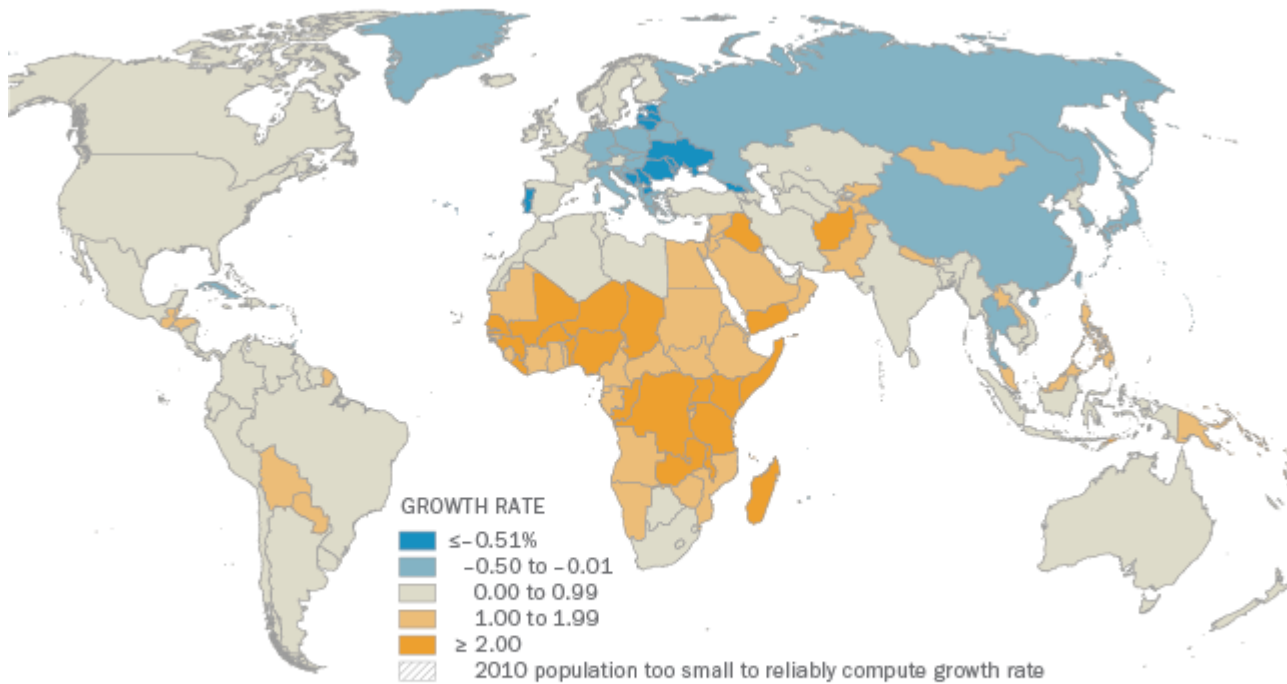 GROWTH RATE
≤−0.51%
−0.50 to −0.01
0.00 to 0.99
1.00 to 1.99
≥ 2.00
2010 population too small to reliably compute growth rate